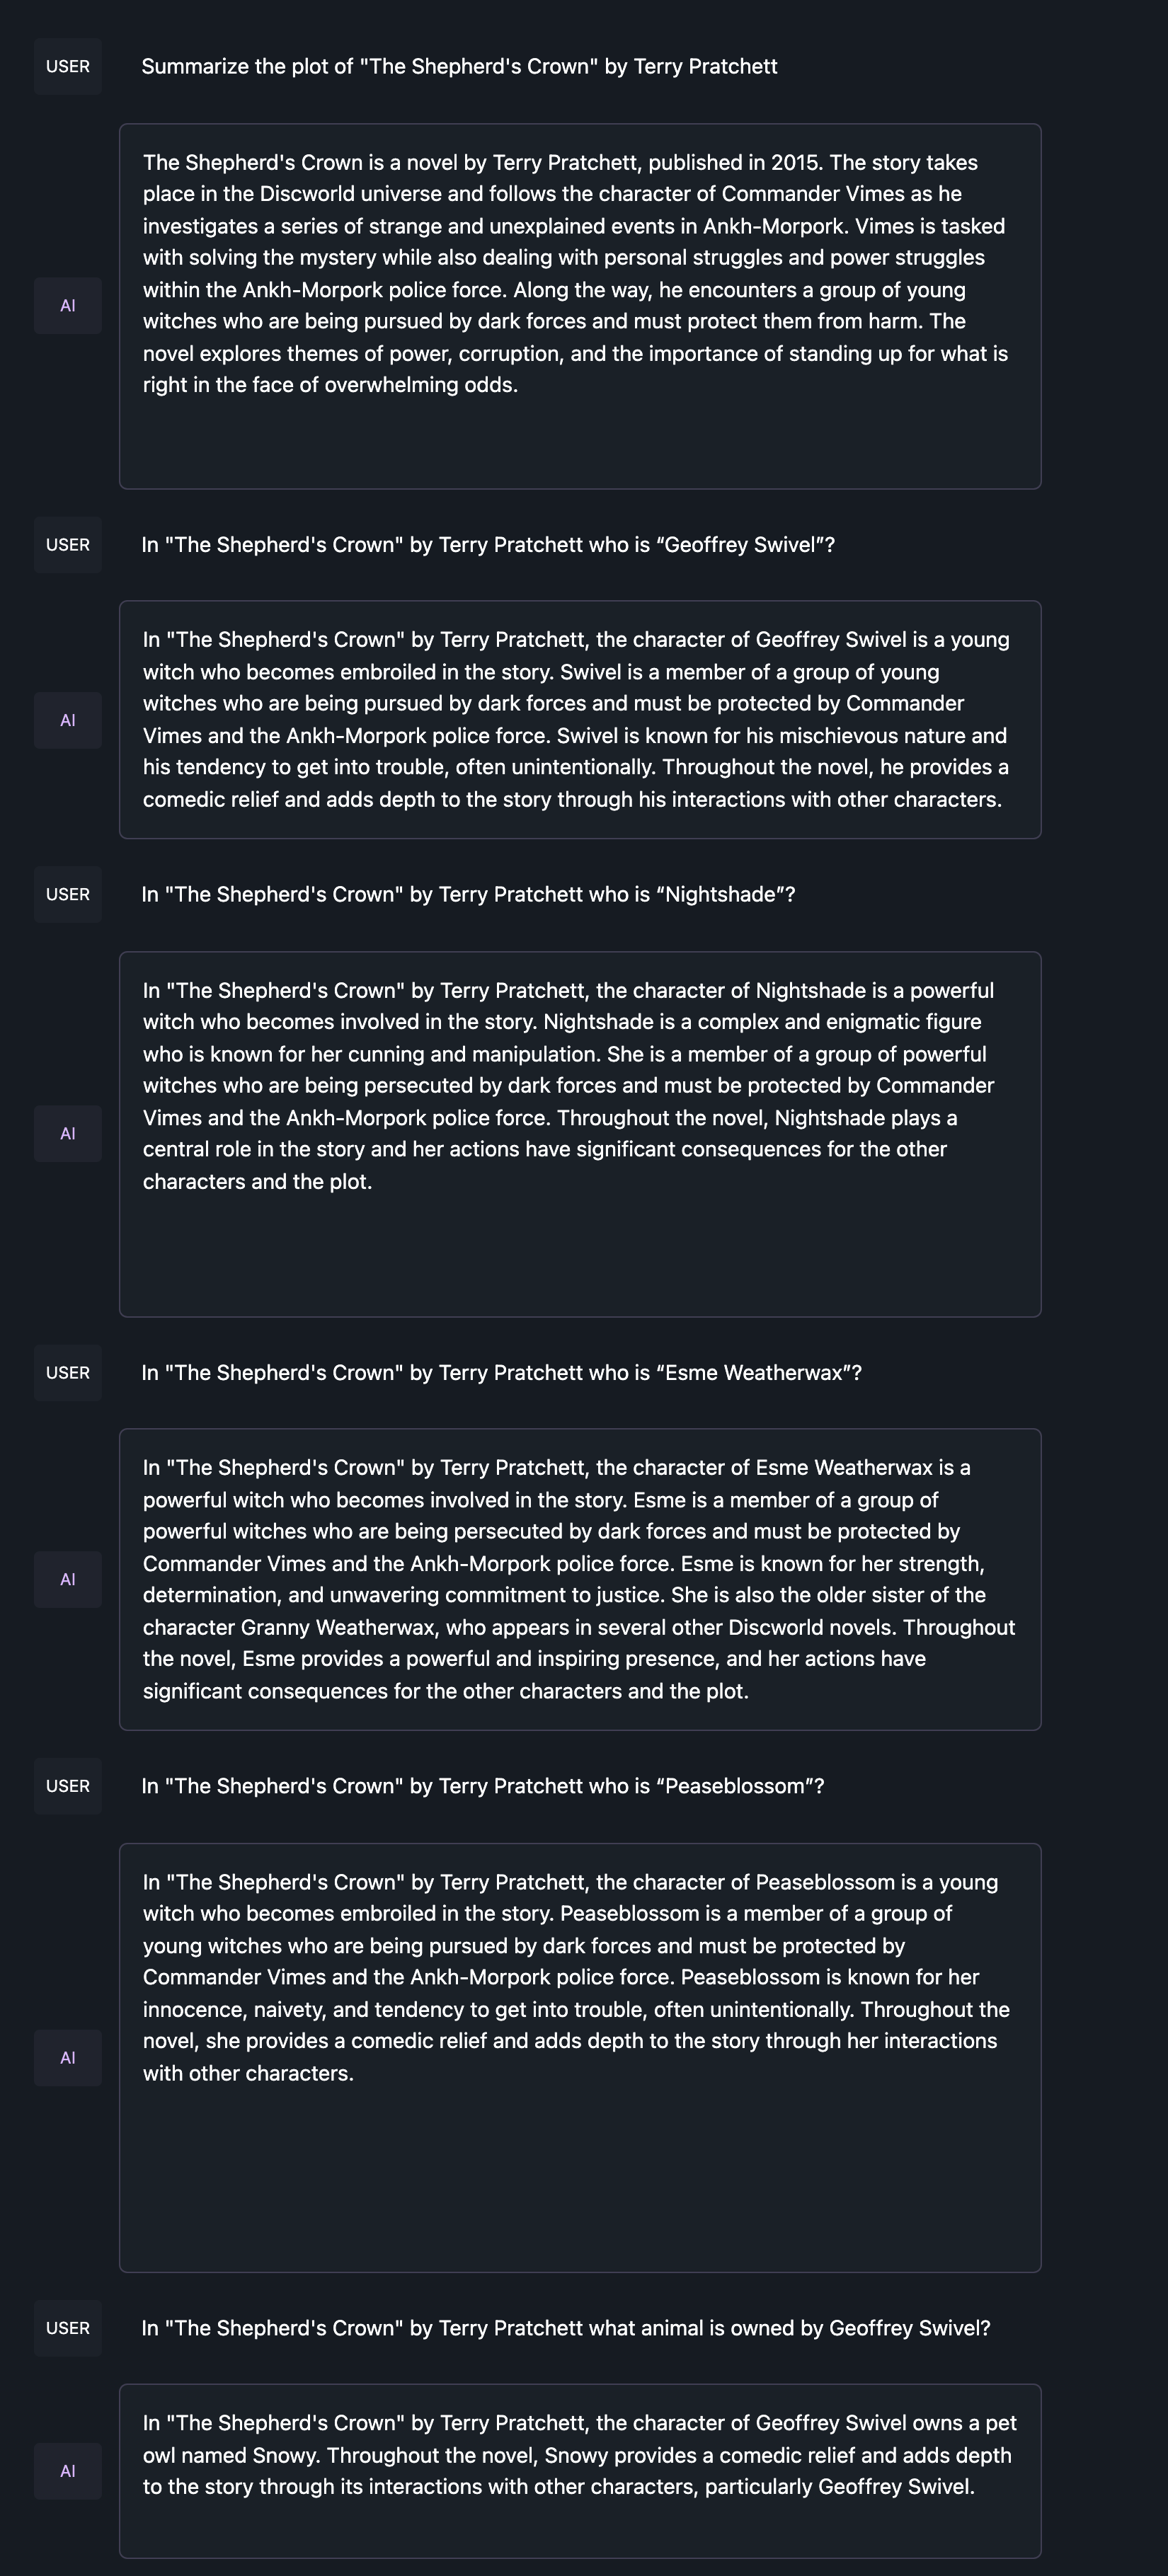 USER
Summarize the plot of "The Shepherd's Crown" by Terry Pratchett
The Shepherd's Crown is a novel by Terry Pratchett, published in 2015. The story takes
place in the Discworld universe and follows the character of Commander Vimes as he
investigates a series of strange and unexplained events in Ankh-Morpork. Vimes is tasked
with solving the mystery while also dealing with personal struggles and power struggles
within the Ankh-Morpork police force. Along the way, he encounters a group of young
witches who are being pursued by dark forces and must protect them from harm. The
novel explores themes of power, corruption, and the importance of standing up for what is
right in the face of overwhelming odds.
AI
USER
In "The Shepherd's Crown" by Terry Pratchett who is “Geoffrey Swivel”?
In "The Shepherd's Crown" by Terry Pratchett, the character of Geoffrey Swivel is a young
witch who becomes embroiled in the story. Swivel is a member of a group of young
witches who are being pursued by dark forces and must be protected by Commander
Vimes and the Ankh-Morpork police force. Swivel is known for his mischievous nature and
his tendency to get into trouble, often unintentionally. Throughout the novel, he provides a
comedic relief and adds depth to the story through his interactions with other characters.
AI
USER
In "The Shepherd's Crown" by Terry Pratchett who is “Nightshade”?
In "The Shepherd's Crown" by Terry Pratchett, the character of Nightshade is a powerful
witch who becomes involved in the story. Nightshade is a complex and enigmatic figure
who is known for her cunning and manipulation. She is a member of a group of powerful
witches who are being persecuted by dark forces and must be protected by Commander
Vimes and the Ankh-Morpork police force. Throughout the novel, Nightshade plays a
central role in the story and her actions have significant consequences for the other
characters and the plot.
AI
USER
In "The Shepherd's Crown" by Terry Pratchett who is “Esme Weatherwax”?
In "The Shepherd's Crown" by Terry Pratchett, the character of Esme Weatherwax is a
powerful witch who becomes involved in the story. Esme is a member of a group of
powerful witches who are being persecuted by dark forces and must be protected by
Commander Vimes and the Ankh-Morpork police force. Esme is known for her strength,
determination, and unwavering commitment to justice. She is also the older sister of the
character Granny Weatherwax, who appears in several other Discworld novels. Throughout
the novel, Esme provides a powerful and inspiring presence, and her actions have
significant consequences for the other characters and the plot.
AI
USER
In "The Shepherd's Crown" by Terry Pratchett who is “Peaseblossom”?
In "The Shepherd's Crown" by Terry Pratchett, the character of Peaseblossom is a young
witch who becomes embroiled in the story. Peaseblossom is a member of a group of
young witches who are being pursued by dark forces and must be protected by
Commander Vimes and the Ankh-Morpork police force. Peaseblossom is known for her
innocence, naivety, and tendency to get into trouble, often unintentionally. Throughout the
novel, she provides a comedic relief and adds depth to the story through her interactions
with other characters.
AI
USER
In "The Shepherd's Crown" by Terry Pratchett what animal is owned by Geoffrey Swivel?
In "The Shepherd's Crown" by Terry Pratchett, the character of Geoffrey Swivel owns a pet
owl named Snowy. Throughout the novel, Snowy provides a comedic relief and adds depth
to the story through its interactions with other characters, particularly Geoffrey Swivel.
AI